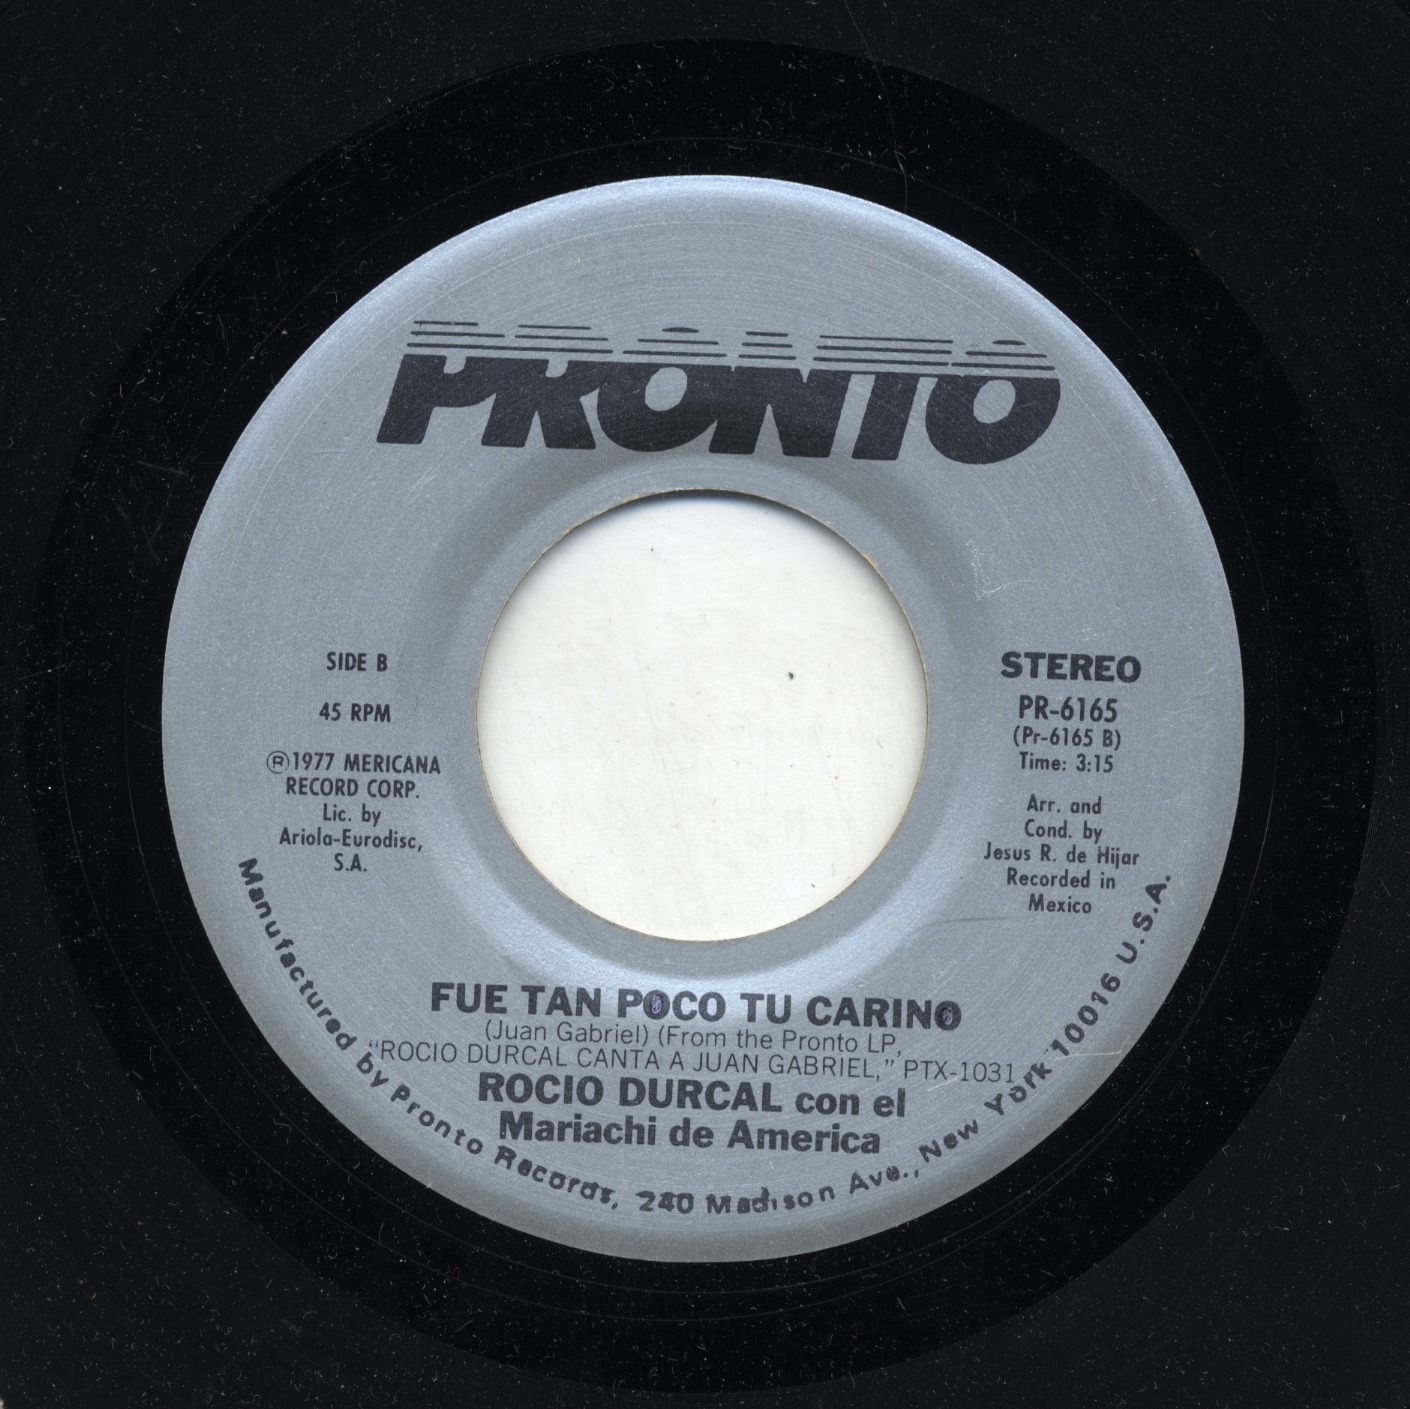 PRONTO
SIDE B
45 RPM
Ⓡ1977 MERICANA
RECORD CORP.
Lic. by
Ariola-Eurodisc,
S.A.
STEREO
PR-6165
(Pr-6165 B)
Time: 3:15
Arr. and
Cond. by
Jesus R. de Hijar
Recorded in
Mexico
FUE TAN POCO TU CARINO
(Juan Gabriel) (From the Pronto LP,
“ROCIO DURCAL CANTA A JUAN GABRIEL,” PTX-1031
ROCIO DURCAL con el
Mariachi de America
Manufactured by Pronto Records, 240 Madison Ave., New York 10016 U.S.A.